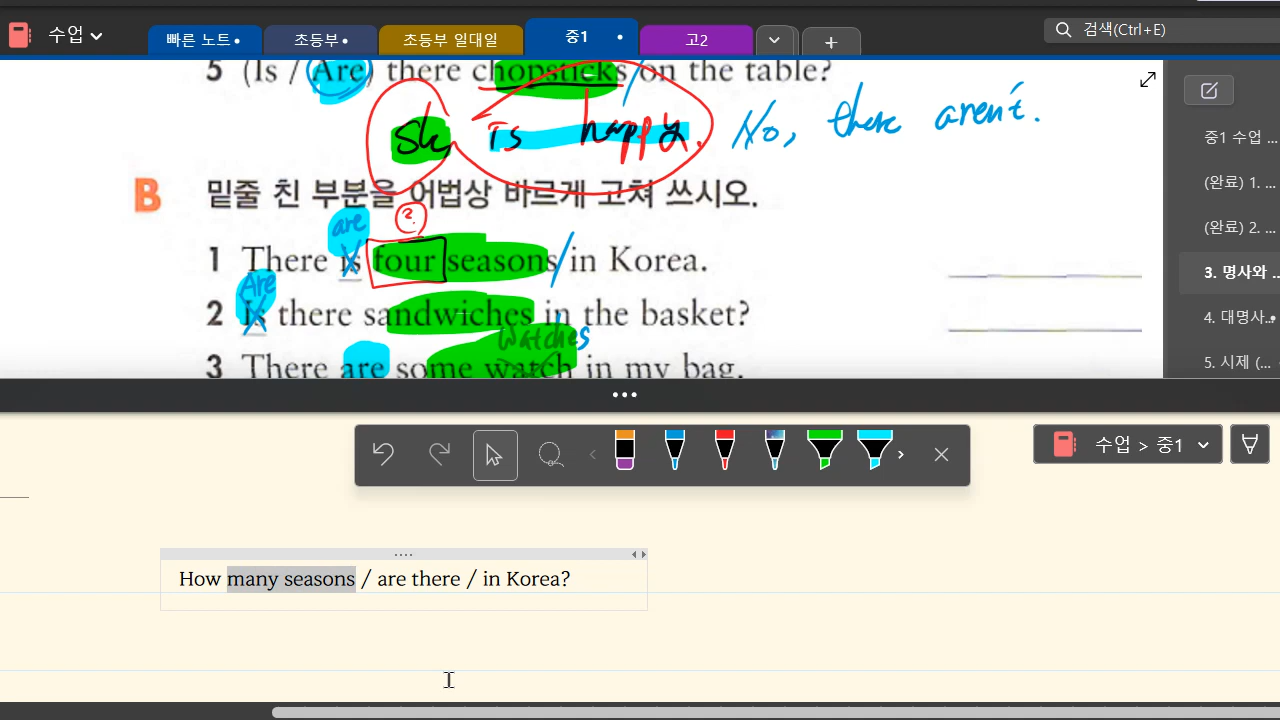 수업
빠른 노트
초등부
초등부 일대일
중1
고2
검색(Ctrl+E)
5 (Is / Are) there chopsticks / on the table?
is happy.
No, there aren't.
B 밑줄 친 부분을 어법상 바르게 고쳐 쓰시오.
are
?
1 There is four seasons / in Korea.
Are
2 Is there sandwiches in the basket?
watches
3 There are some watch in my bag.
중1 수업 ...
(완료) 1. ...
(완료) 2. ...
3. 명사와 ...
4. 대명사...
5. 시제 (...
수업 > 중1
How many seasons / are there / in Korea?